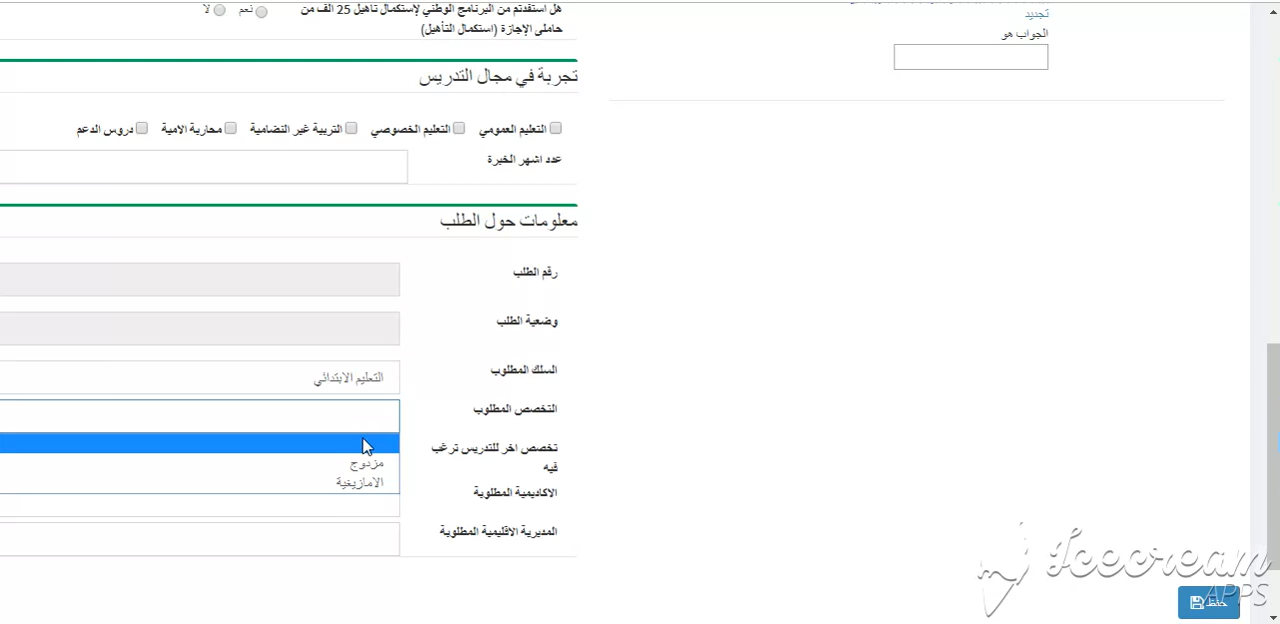 هل استفدتم من البرنامج الوطني لإستكمال تاهيل 25 الف من
حاملي الإجازة (استكمال التأهيل)
نعم
لا
تجربة في مجال التدريس
التعليم العمومي
التعليم الخصوصي
التربية غير النضامية
محاربة الامية
دروس الدعم
عدد اشهر الخبرة
معلومات حول الطلب
رقم الطلب
وضعية الطلب
السلك المطلوب
التعليم الابتدائي
التخصص المطلوب
تخصص اخر للتدريس ترغب
فيه
مزدوج
الامازيغية
الاكاديمية المطلوبة
المديرية الاقليمية المطلوبة
تجديد
الجواب هو
حفظ
Icecream
APPS